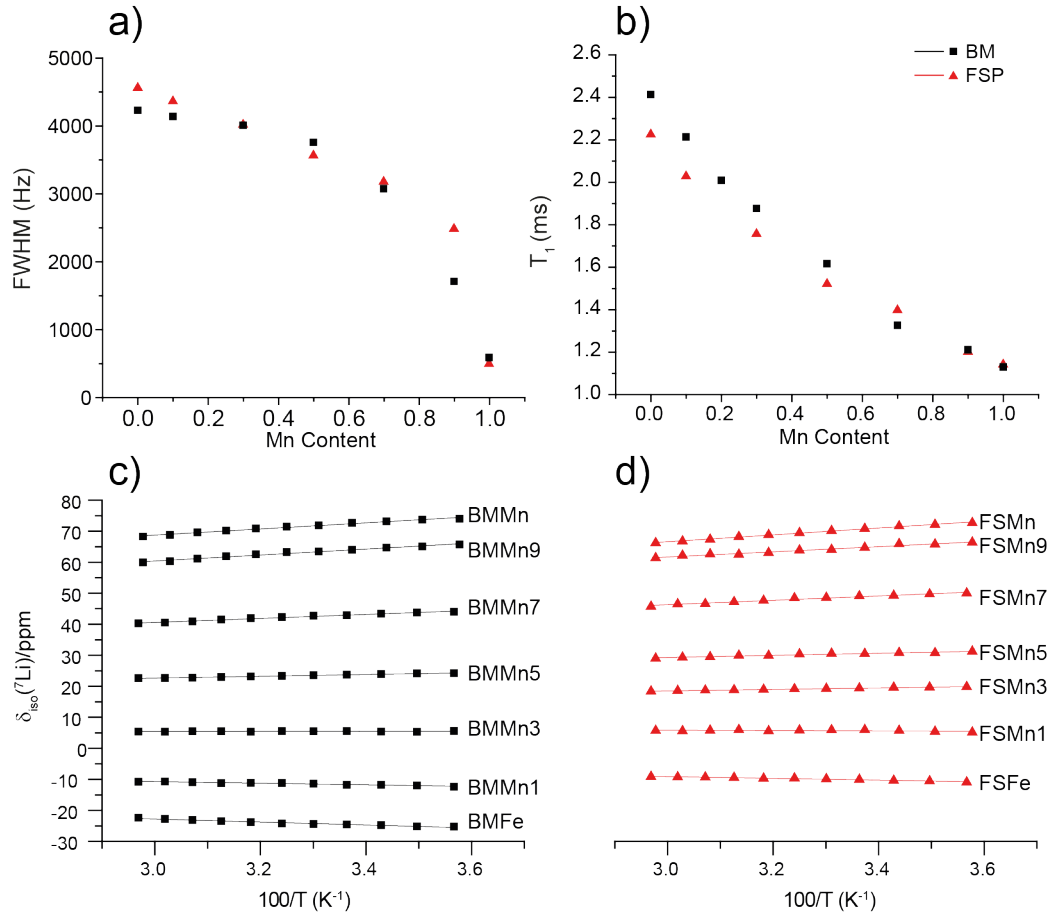 a)
5000
4000
3000
2000
1000
0
FWHM (Hz)
0.0 0.2 0.4 0.6 0.8 1.0
Mn Content
b)
2.6
2.4
2.2
2.0
1.8
1.6
1.4
1.2
1.0
T1 (ms)
BM
FSP
0.0 0.2 0.4 0.6 0.8 1.0
Mn Content
c)
80
70
60
50
40
30
20
10
0
-10
-20
-30
δiso(7Li)/ppm
BMMn
BMMn9
BMMn7
BMMn5
BMMn3
BMMn1
BMFe
3.0 3.2 3.4 3.6
100/T (K-1)
d)
FSMn
FSMn9
FSMn7
FSMn5
FSMn3
FSMn1
FSFe
3.0 3.2 3.4 3.6
100/T (K-1)